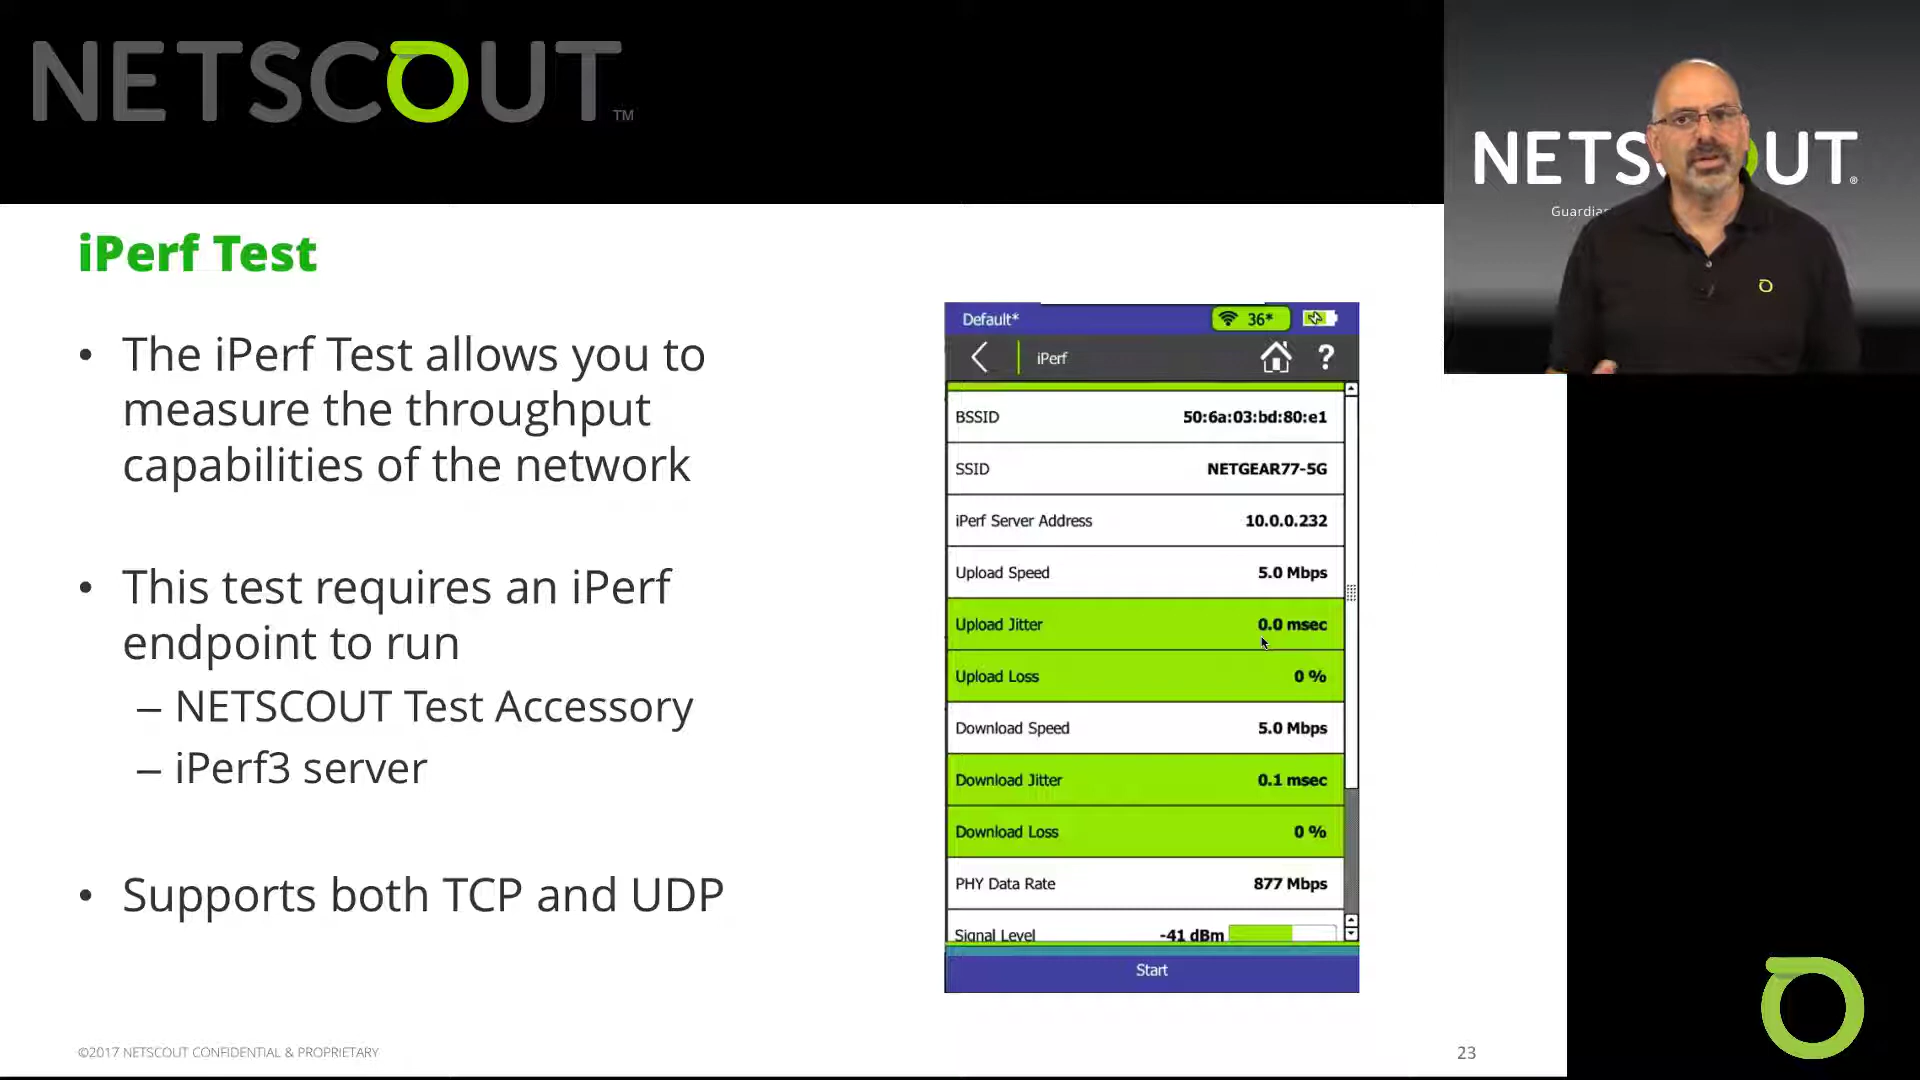 NETSCOUT TM
NETSCOUT®
Guardia
iPerf Test
• The iPerf Test allows you to
measure the throughput
capabilities of the network
• This test requires an iPerf
endpoint to run
– NETSCOUT Test Accessory
– iPerf3 server
• Supports both TCP and UDP
Default* 36*
iPerf ?
BSSID 50:6a:03:bd:80:e1
SSID NETGEAR77-5G
iPerf Server Address 10.0.0.232
Upload Speed 5.0 Mbps
Upload Jitter 0.0 msec
Upload Loss 0 %
Download Speed 5.0 Mbps
Download Jitter 0.1 msec
Download Loss 0 %
PHY Data Rate 877 Mbps
Signal Level -41 dBm
Start
©2017 NETSCOUT CONFIDENTIAL & PROPRIETARY
23